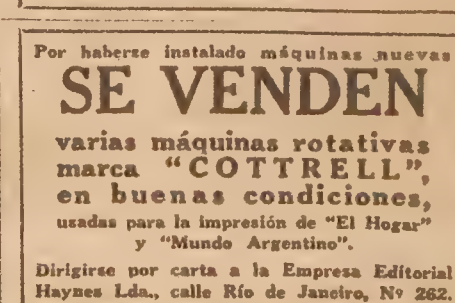 Por haberse instalado máquinas nuevas
SE VENDEN
varias máquinas rotativas
marca "COTTRELL",
en buenas condiciones,
usadas para la impresión de "El Hogar"
y "Mundo Argentino".
Dirigirse por carta a la Empresa Editorial
Haynes Lda., calle Río de Janeiro, Nº 262.